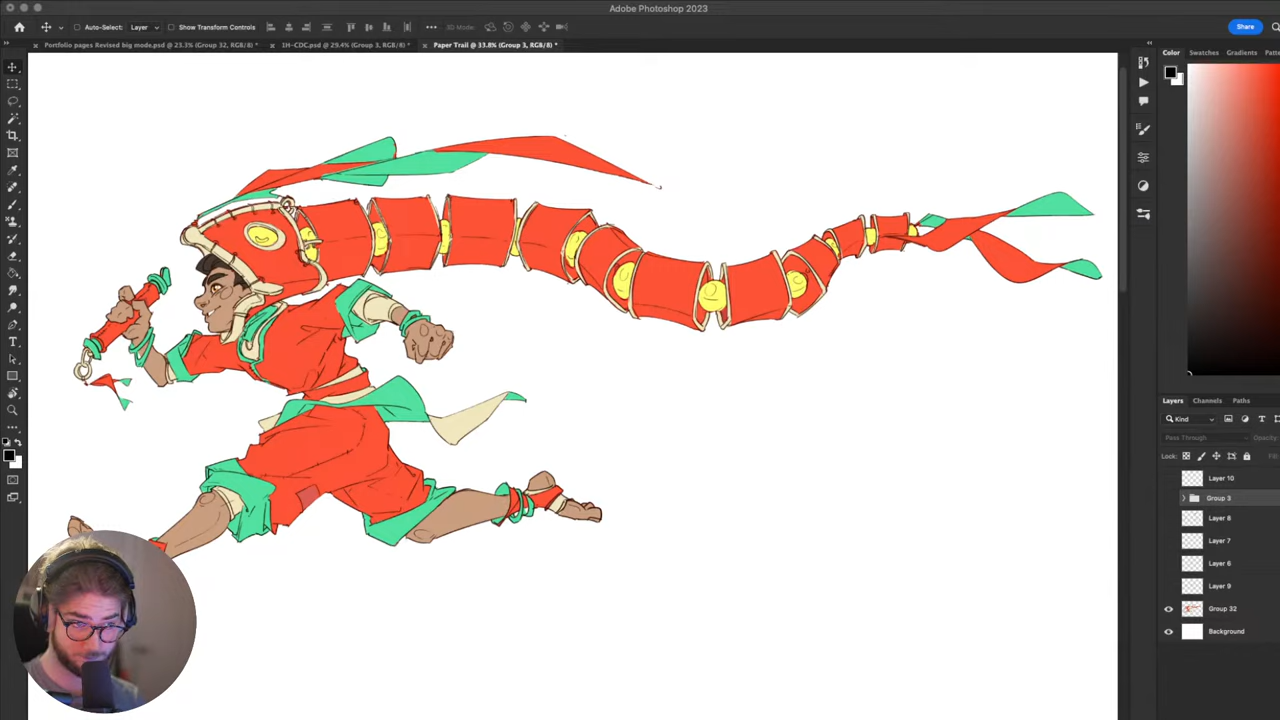 Adobe Photoshop 2023
Auto-Select: Layer Show Transform Controls ••• 3D Mode: Share
× Portfolio pages Revised big mode.psd @ 23.3% (Group 32, RGB/8) * × IH-CDC.psd @ 29.4% (Group 3, RGB/8) * × Paper Trail @ 33.8% (Group 3, RGB/8) *
Color Swatches Gradients Patte
Layers Channels Paths
Kind
Pass Through Opacity:
Lock: Fill:
Layer 10
Group 3
Layer 8
Layer 7
Layer 6
Layer 9
Group 32
Background